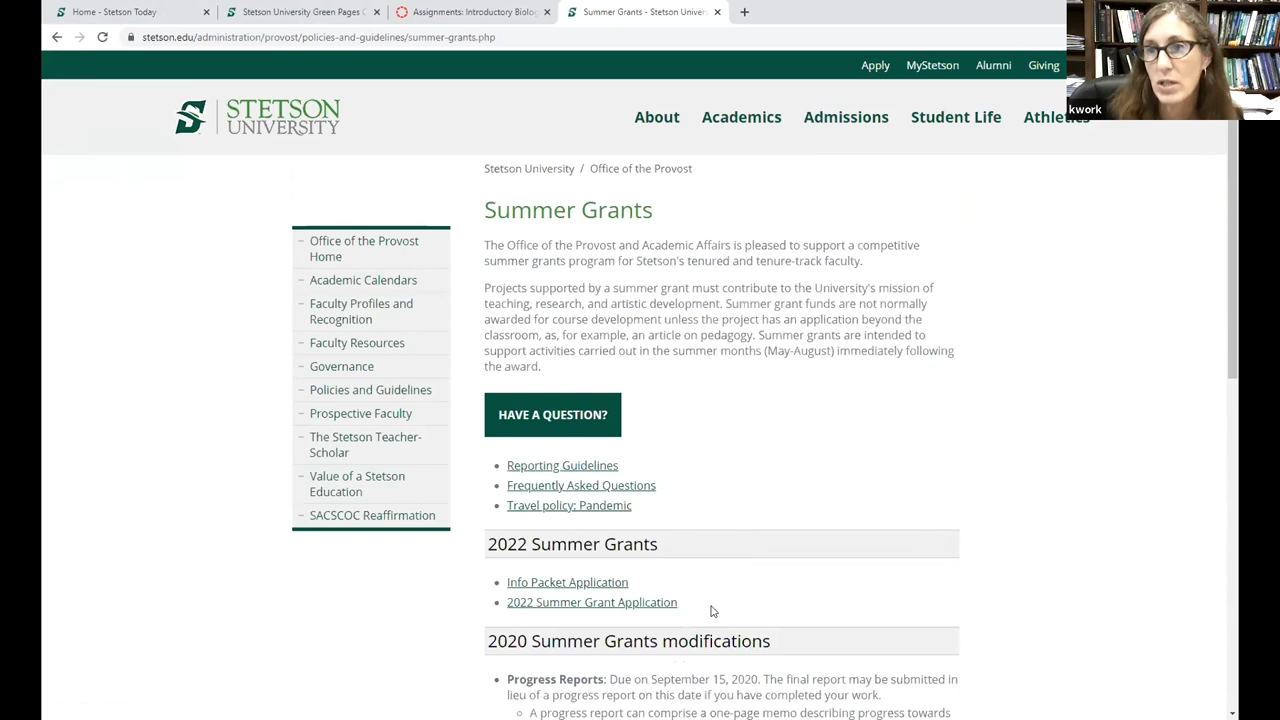 Home - Stetson Today
Stetson University Green Pages C
Assignments: Introductory Biolog
Summer Grants - Stetson Univers
stetson.edu/administration/provost/policies-and-guidelines/summer-grants.php
kwork
Apply MyStetson Alumni Giving
STETSON
UNIVERSITY
About Academics Admissions Student Life Athletics
Stetson University / Office of the Provost
Office of the Provost
Home
Academic Calendars
Faculty Profiles and
Recognition
Faculty Resources
Governance
Policies and Guidelines
Prospective Faculty
The Stetson Teacher-
Scholar
Value of a Stetson
Education
SACSCOC Reaffirmation
Summer Grants
The Office of the Provost and Academic Affairs is pleased to support a competitive
summer grants program for Stetson's tenured and tenure-track faculty.
Projects supported by a summer grant must contribute to the University's mission of
teaching, research, and artistic development. Summer grant funds are not normally
awarded for course development unless the project has an application beyond the
classroom, as, for example, an article on pedagogy. Summer grants are intended to
support activities carried out in the summer months (May-August) immediately following
the award.
HAVE A QUESTION?
Reporting Guidelines
Frequently Asked Questions
Travel policy: Pandemic
2022 Summer Grants
Info Packet Application
2022 Summer Grant Application
2020 Summer Grants modifications
Progress Reports: Due on September 15, 2020. The final report may be submitted in
lieu of a progress report on this date if you have completed your work.
A progress report can comprise a one-page memo describing progress towards